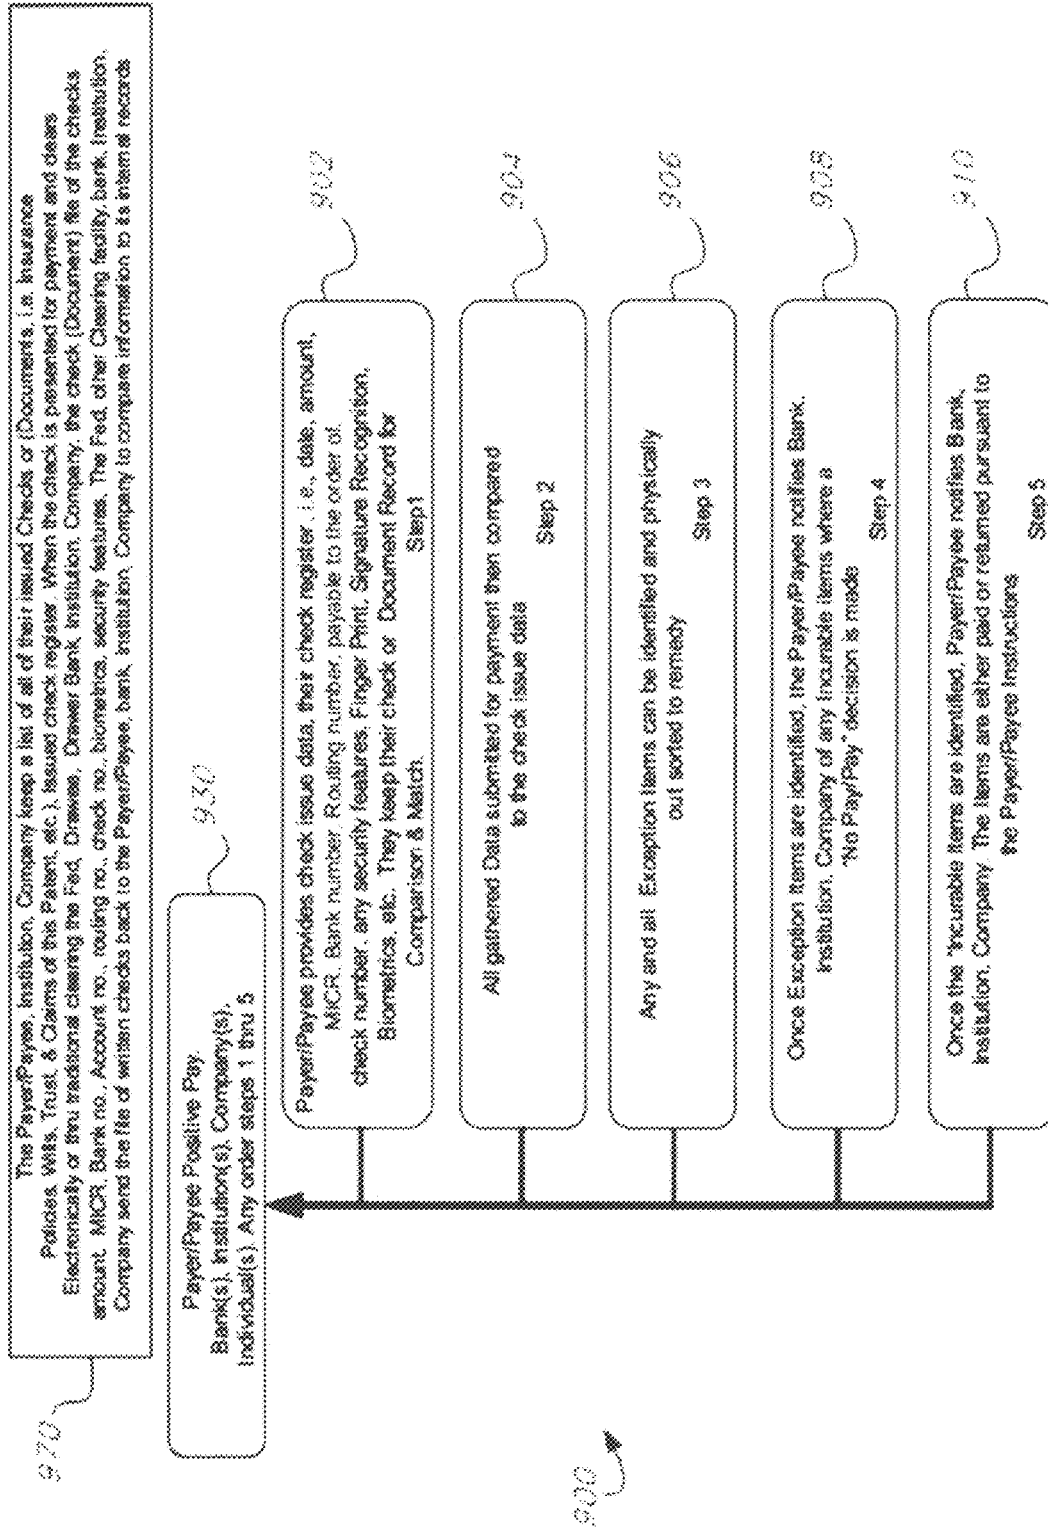 970
The Payer/Payee, Institution, Company keep a list of all of their issued Checks or (Documents, i.e. Insurance
Policies, Wills, Trust, & Claims of this Patent, etc.) issued check register. When the check is presented for payment and clears
Electronically or thru traditional clearing the Fed, Drawee, Drawer Bank, Institution, Company, the check (Document) file of the checks
amount, MICR, Bank no., Account no., routing no., check no., biometrics, security features, The Fed, other Clearing facility, bank, Institution,
Company send the file of written checks back to the Payer/Payee, bank, Institution, Company to compare information to its internal records
Payer/Payee Positive Pay.
Bank(s), Institution(s), Company(s),
Individual(s). Any order steps 1 thru 5
930
Payer/Payee provides check issue data, their check register, i.e., date, amount,
MICR, Bank number, Routing number, payable to the order of,
check number, any security features, Finger Print, Signature Recognition,
Biometrics, etc. They keep their check or Document Record for
Comparison & Match. Step1
902
All gathered Data submitted for payment then compared
to the check issue data
Step 2
904
Any and all Exception Items can be identified and physically
out sorted to remedy
Step 3
906
Once Exception Items are identified, the Payer/Payee notifies Bank,
Institution, Company of any Incurable items where a
"No Pay/Pay" decision is made
Step 4
908
Once the "incurable items are identified, Payer/Payee notifies Bank,
Institution, Company. The items are either paid or returned pursuant to
the Payer/Payee Instructions
Step 5
910
900